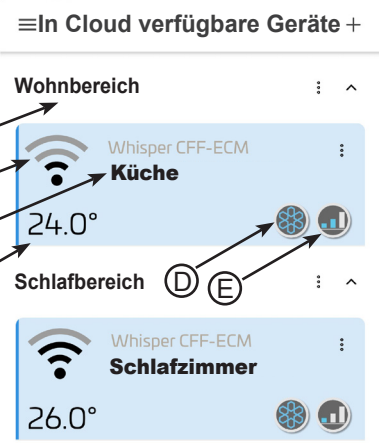 In Cloud verfügbare Geräte +
Wohnbereich
Whisper CFF-ECM
Küche
24.0°
Schlafbereich
D E
Whisper CFF-ECM
Schlafzimmer
26.0°